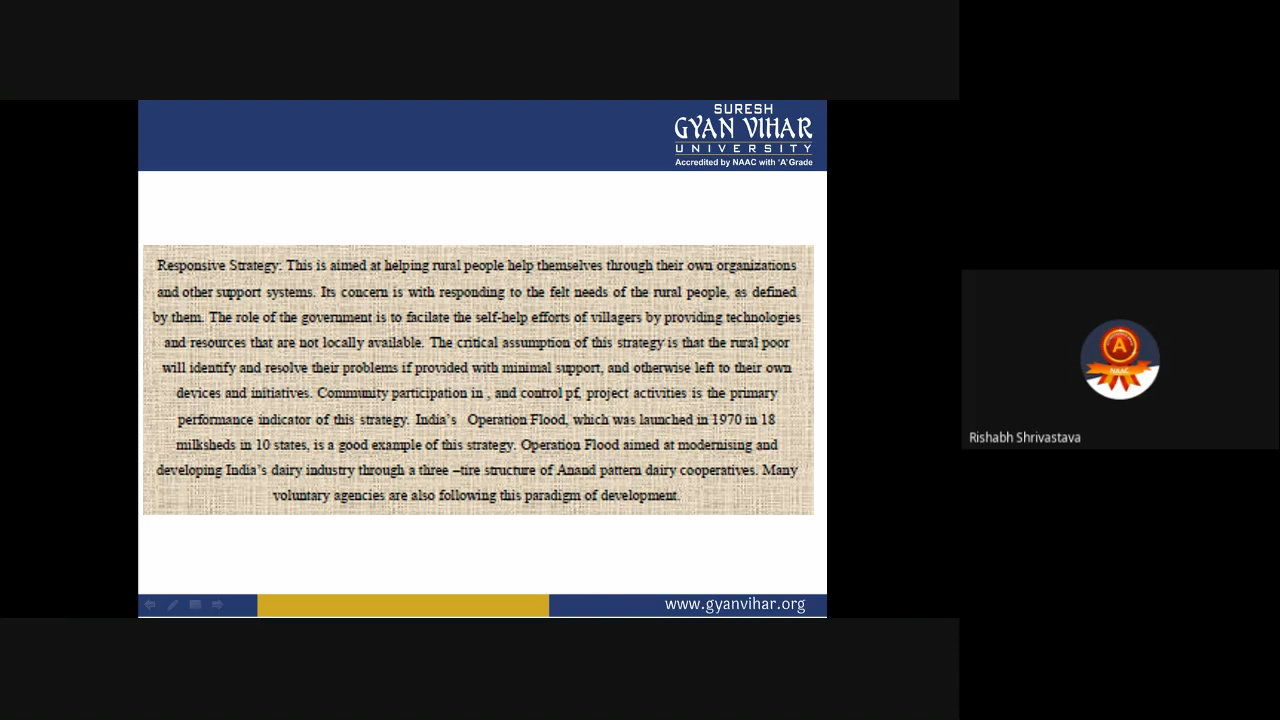 SURESH
GYAN VIHAR
UNIVERSITY
Accredited by NAAC with 'A' Grade
Responsive Strategy: This is aimed at helping rural people help themselves through their own organizations
and other support systems. Its concern is with responding to the felt needs of the rural people, as defined
by them. The role of the government is to facilate the self-help efforts of villagers by providing technologies
and resources that are not locally available. The critical assumption of this strategy is that the rural poor
will identify and resolve their problems if provided with minimal support, and otherwise left to their own
devices and initiatives. Community participation in , and control pf, project activities is the primary
performance indicator of this strategy. India's Operation Flood, which was launched in 1970 in 18
milksheds in 10 states, is a good example of this strategy. Operation Flood aimed at modernising and
developing India's dairy industry through a three –tire structure of Anand pattern dairy cooperatives. Many
voluntary agencies are also following this paradigm of development.
www.gyanvihar.org
A
NAAC
Rishabh Shrivastava